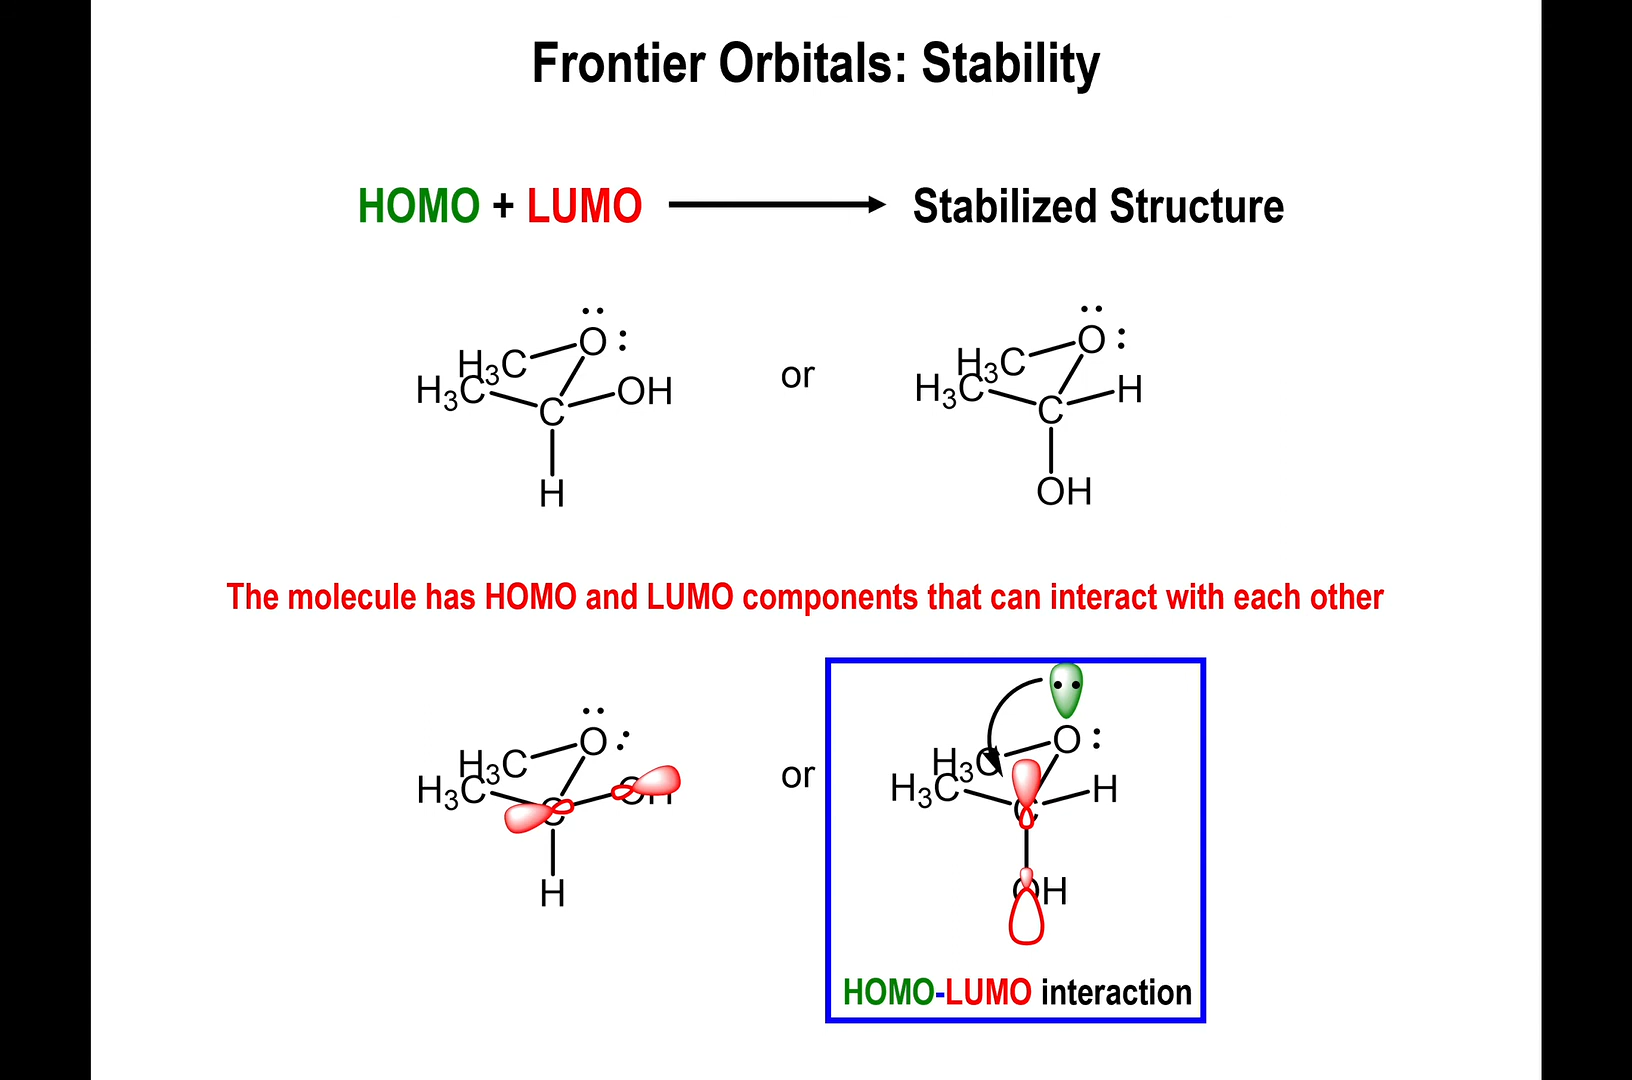 Frontier Orbitals: Stability
HOMO + LUMO Stabilized Structure
H₃C O
H₃C C OH
H
or
H₃C O
H₃C C H
OH
The molecule has HOMO and LUMO components that can interact with each other
H₃C O
H₃C C OH
H
or
H₃C O
H₃C C H
OH
HOMO-LUMO interaction